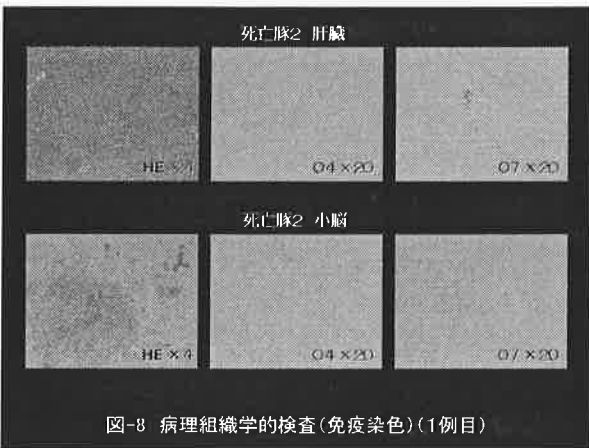 死亡豚2 肝臓
HE×4 O4×20 O7×20
死亡豚2 小脳
HE×4 O4×20 O7×20
図-8 病理組織学的検査(免疫染色)(1例目)